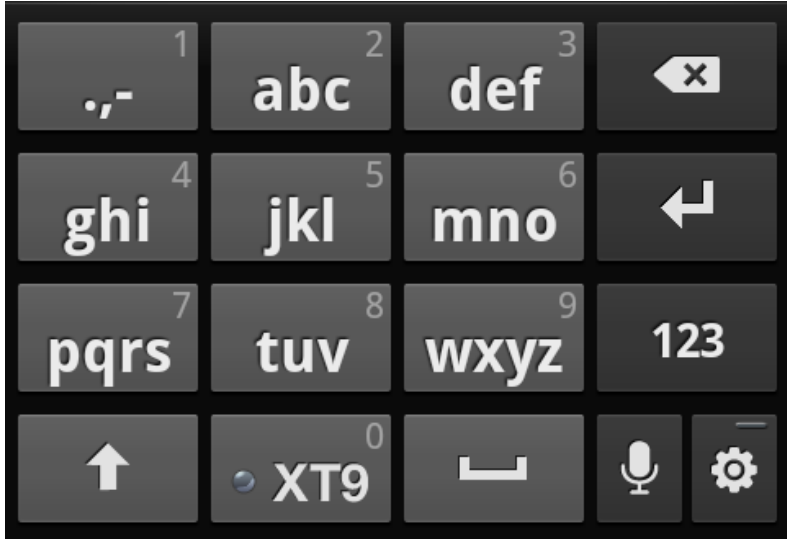 1 2 3
.,- abc def
4 5 6
ghi jkl mno
7 8 9
pqrs tuv wxyz 123
0
XT9